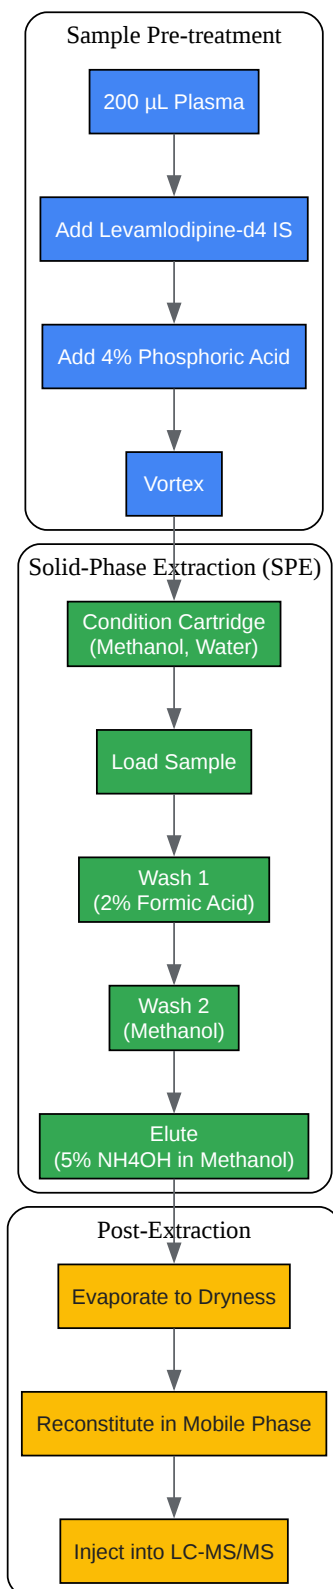 Sample Pre-treatment
200 µL Plasma
Add Levamlodipine-d4 IS
Add 4% Phosphoric Acid
Vortex
Solid-Phase Extraction (SPE)
Condition Cartridge
(Methanol, Water)
Load Sample
Wash 1
(2% Formic Acid)
Wash 2
(Methanol)
Elute
(5% NH4OH in Methanol)
Post-Extraction
Evaporate to Dryness
Reconstitute in Mobile Phase
Inject into LC-MS/MS